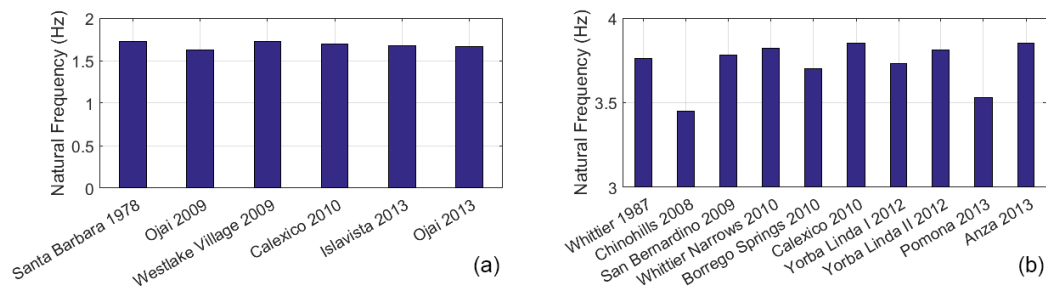 Natural Frequency (Hz)
2
1.5
1
0.5
0
Santa Barbara 1978
Ojai 2009
Westlake Village 2009
Calexico 2010
Islavista 2013
Ojai 2013
(a)
Natural Frequency (Hz)
4
3.5
3
Whittier 1987
Chinohills 2008
San Bernardino 2009
Whittier Narrows 2010
Borrego Springs 2010
Calexico 2010
Yorba Linda I 2012
Yorba Linda II 2012
Pomona 2013
Anza 2013
(b)